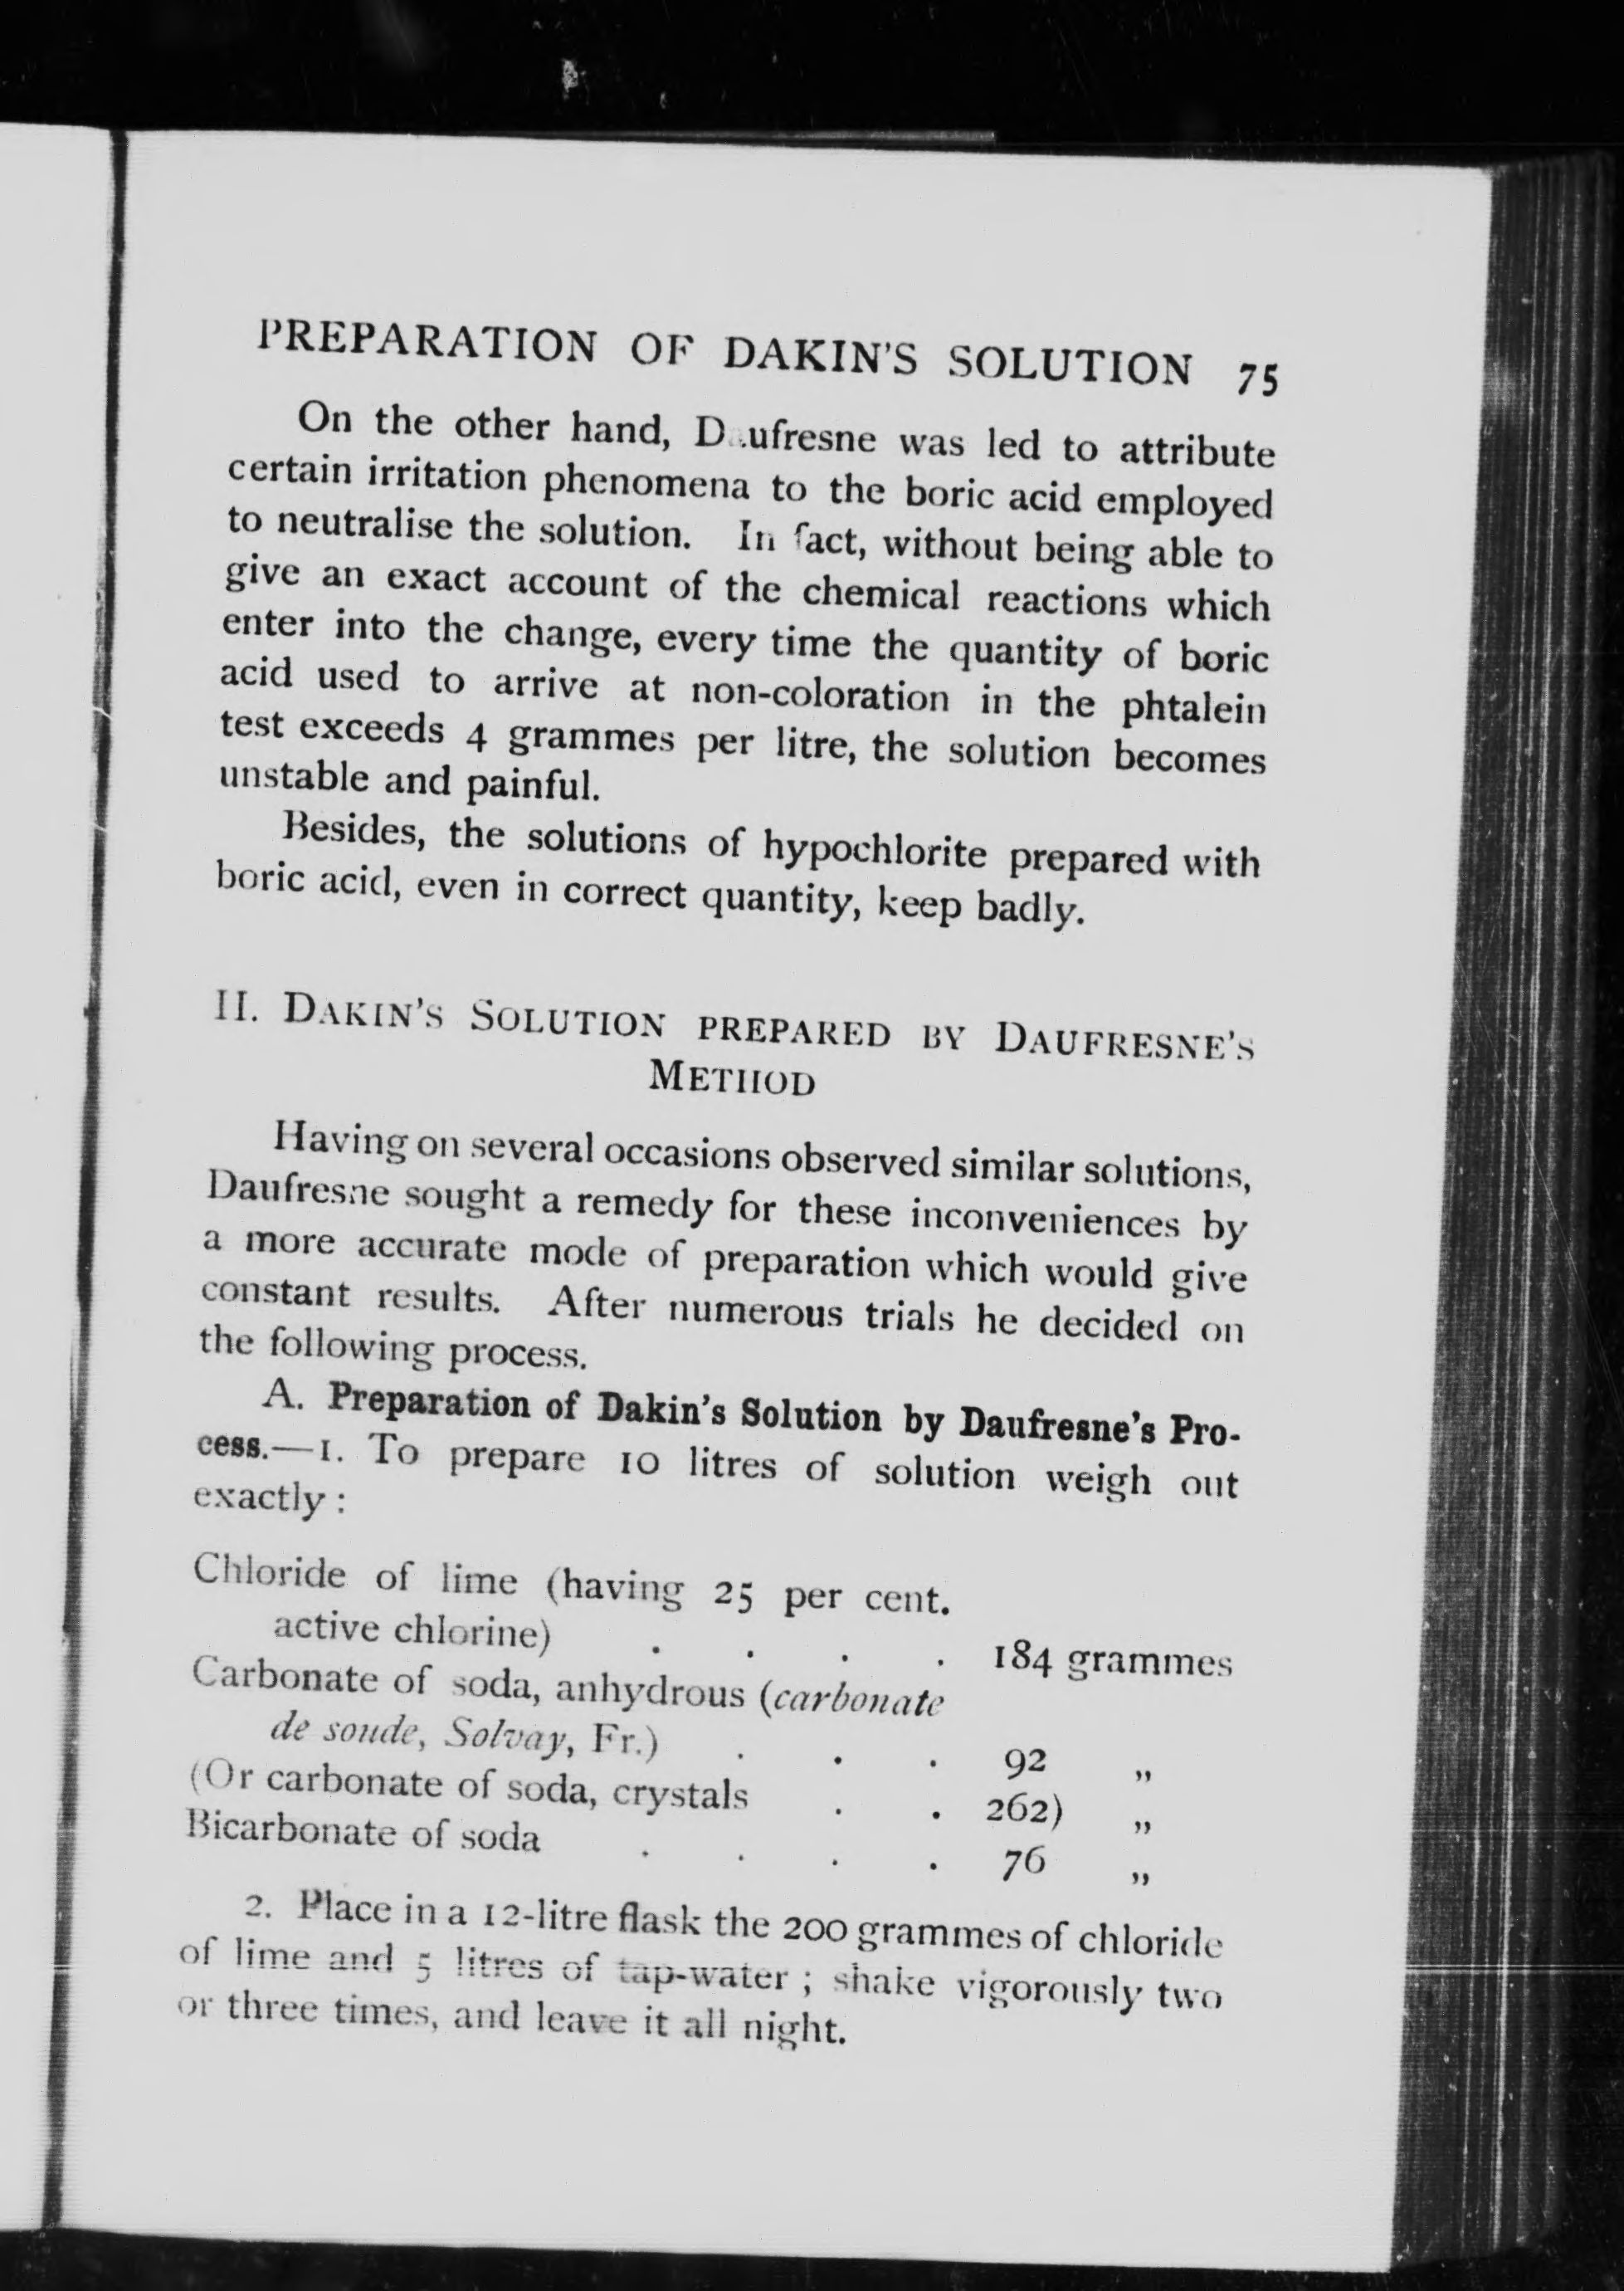 PREPARATION OF DAKIN'S SOLUTION 75
On the other hand, Daufresne was led to attribute
certain irritation phenomena to the boric acid employed
to neutralise the solution. In fact, without being able to
give an exact account of the chemical reactions which
enter into the change, every time the quantity of boric
acid used to arrive at non-coloration in the phtalein
test exceeds 4 grammes per litre, the solution becomes
unstable and painful.
Besides, the solutions of hypochlorite prepared with
boric acid, even in correct quantity, keep badly.
II. DAKIN'S SOLUTION PREPARED BY DAUFRESNE'S
METHOD
Having on several occasions observed similar solutions,
Daufresne sought a remedy for these inconveniences by
a more accurate mode of preparation which would give
constant results. After numerous trials he decided on
the following process.
A. Preparation of Dakin's Solution by Daufresne's Pro-
cess.—1. To prepare 10 litres of solution weigh out
exactly:
Chloride of lime (having 25 per cent.
active chlorine) . . . . 184 grammes
Carbonate of soda, anhydrous (carbonate
de soude, Solvay, Fr.) . . . 92 „
(Or carbonate of soda, crystals . . 262) „
Bicarbonate of soda . . . . 76 „
2. Place in a 12-litre flask the 200 grammes of chloride
of lime and 5 litres of tap-water; shake vigorously two
or three times, and leave it all night.